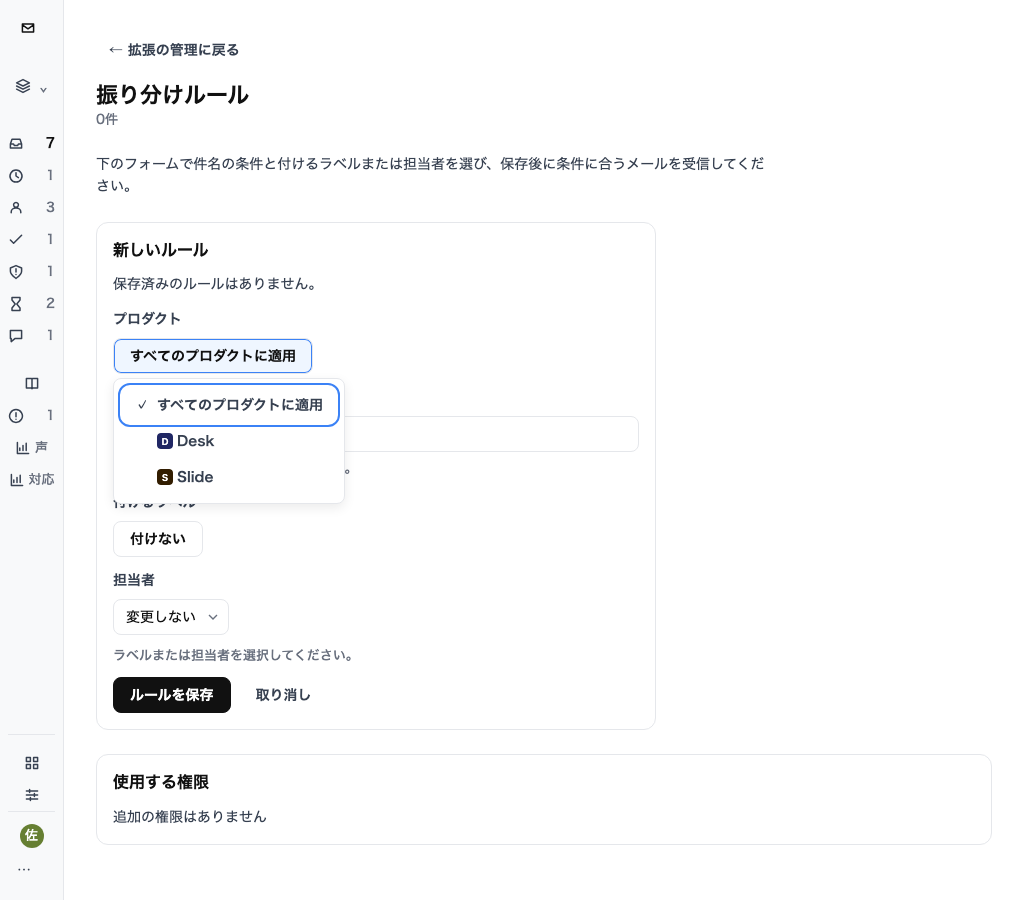 ← 拡張の管理に戻る
振り分けルール
0件
下のフォームで件名の条件と付けるラベルまたは担当者を選び、保存後に条件に合うメールを受信してくだ
さい。
7
1
3
1
1
2
1
1
声
対応
佐
…
新しいルール
保存済みのルールはありません。
プロダクト
すべてのプロダクトに適用
✓ すべてのプロダクトに適用
D Desk
S Slide
。
付けない
担当者
変更しない
ラベルまたは担当者を選択してください。
ルールを保存 取り消し
使用する権限
追加の権限はありません